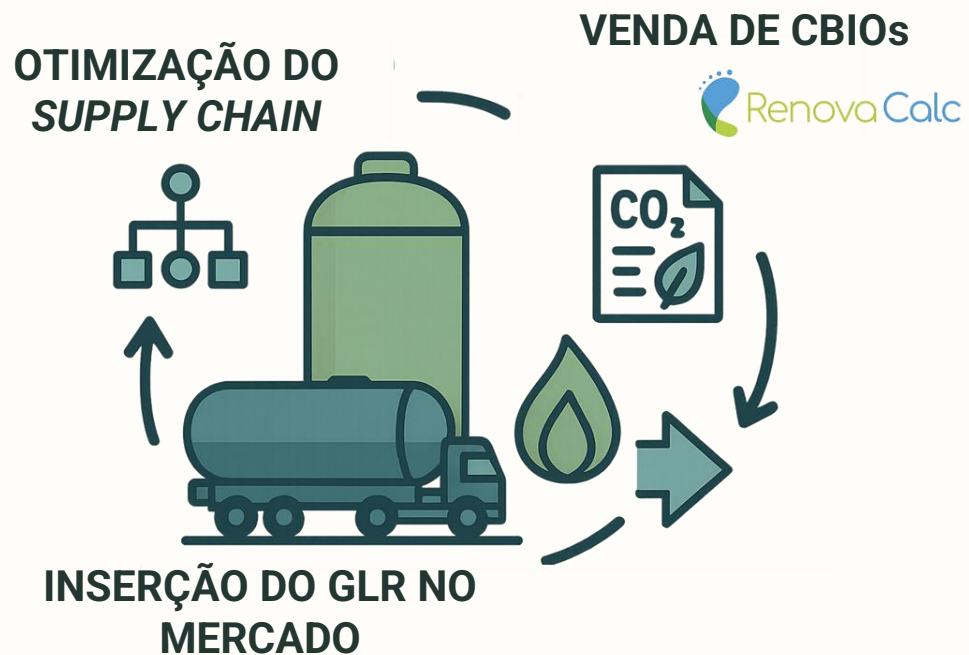 VENDA DE CBIOs
OTIMIZAÇÃO DO
SUPPLY CHAIN
RenovaCalc
CO₂
INSERÇÃO DO GLR NO
MERCADO